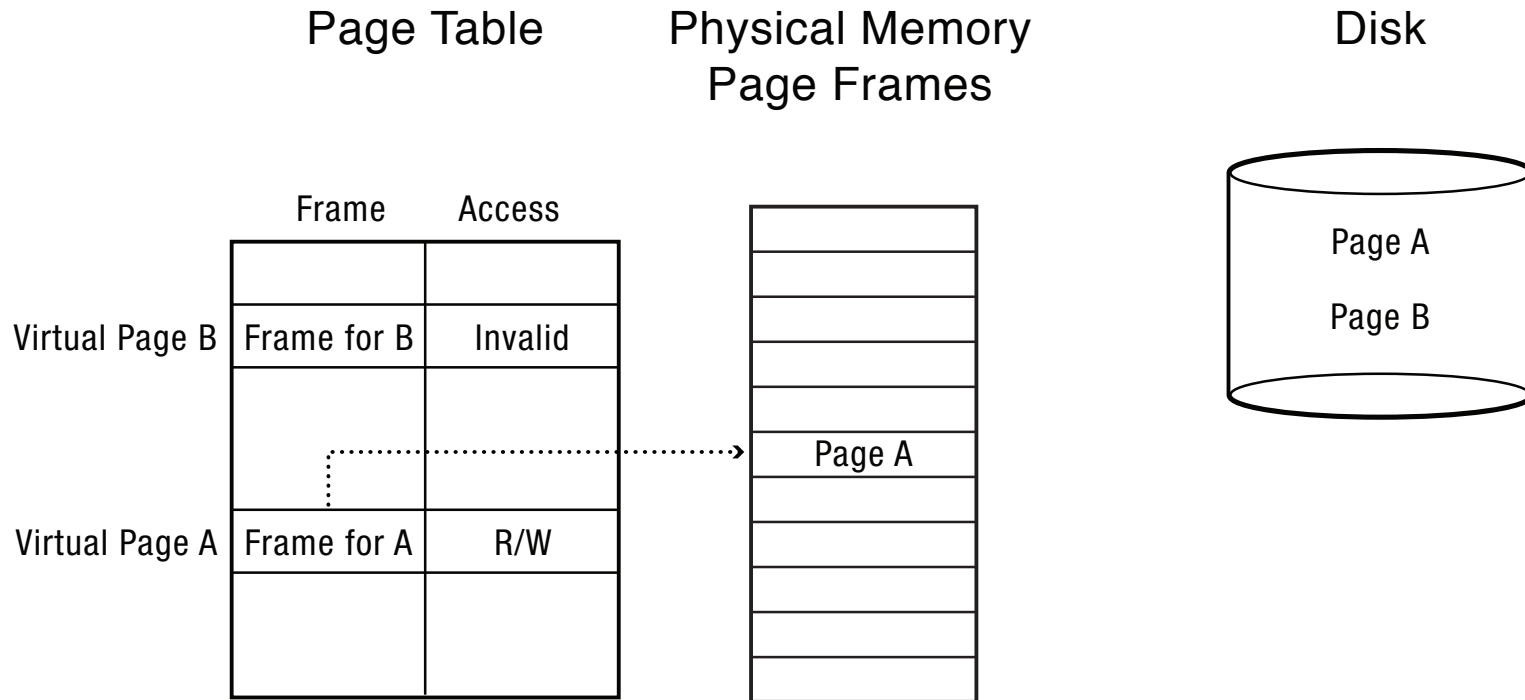 Page Table
Physical Memory
Page Frames
Disk
Frame Access
Virtual Page B Frame for B Invalid
Virtual Page A Frame for A R/W
Page A
Page A
Page B